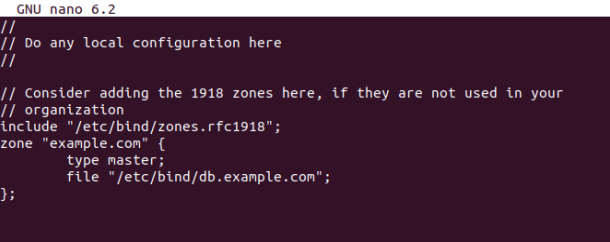 GNU nano 6.2
//
// Do any local configuration here
//
// Consider adding the 1918 zones here, if they are not used in your
// organization
include "/etc/bind/zones.rfc1918";
zone "example.com" {
        type master;
        file "/etc/bind/db.example.com";
};